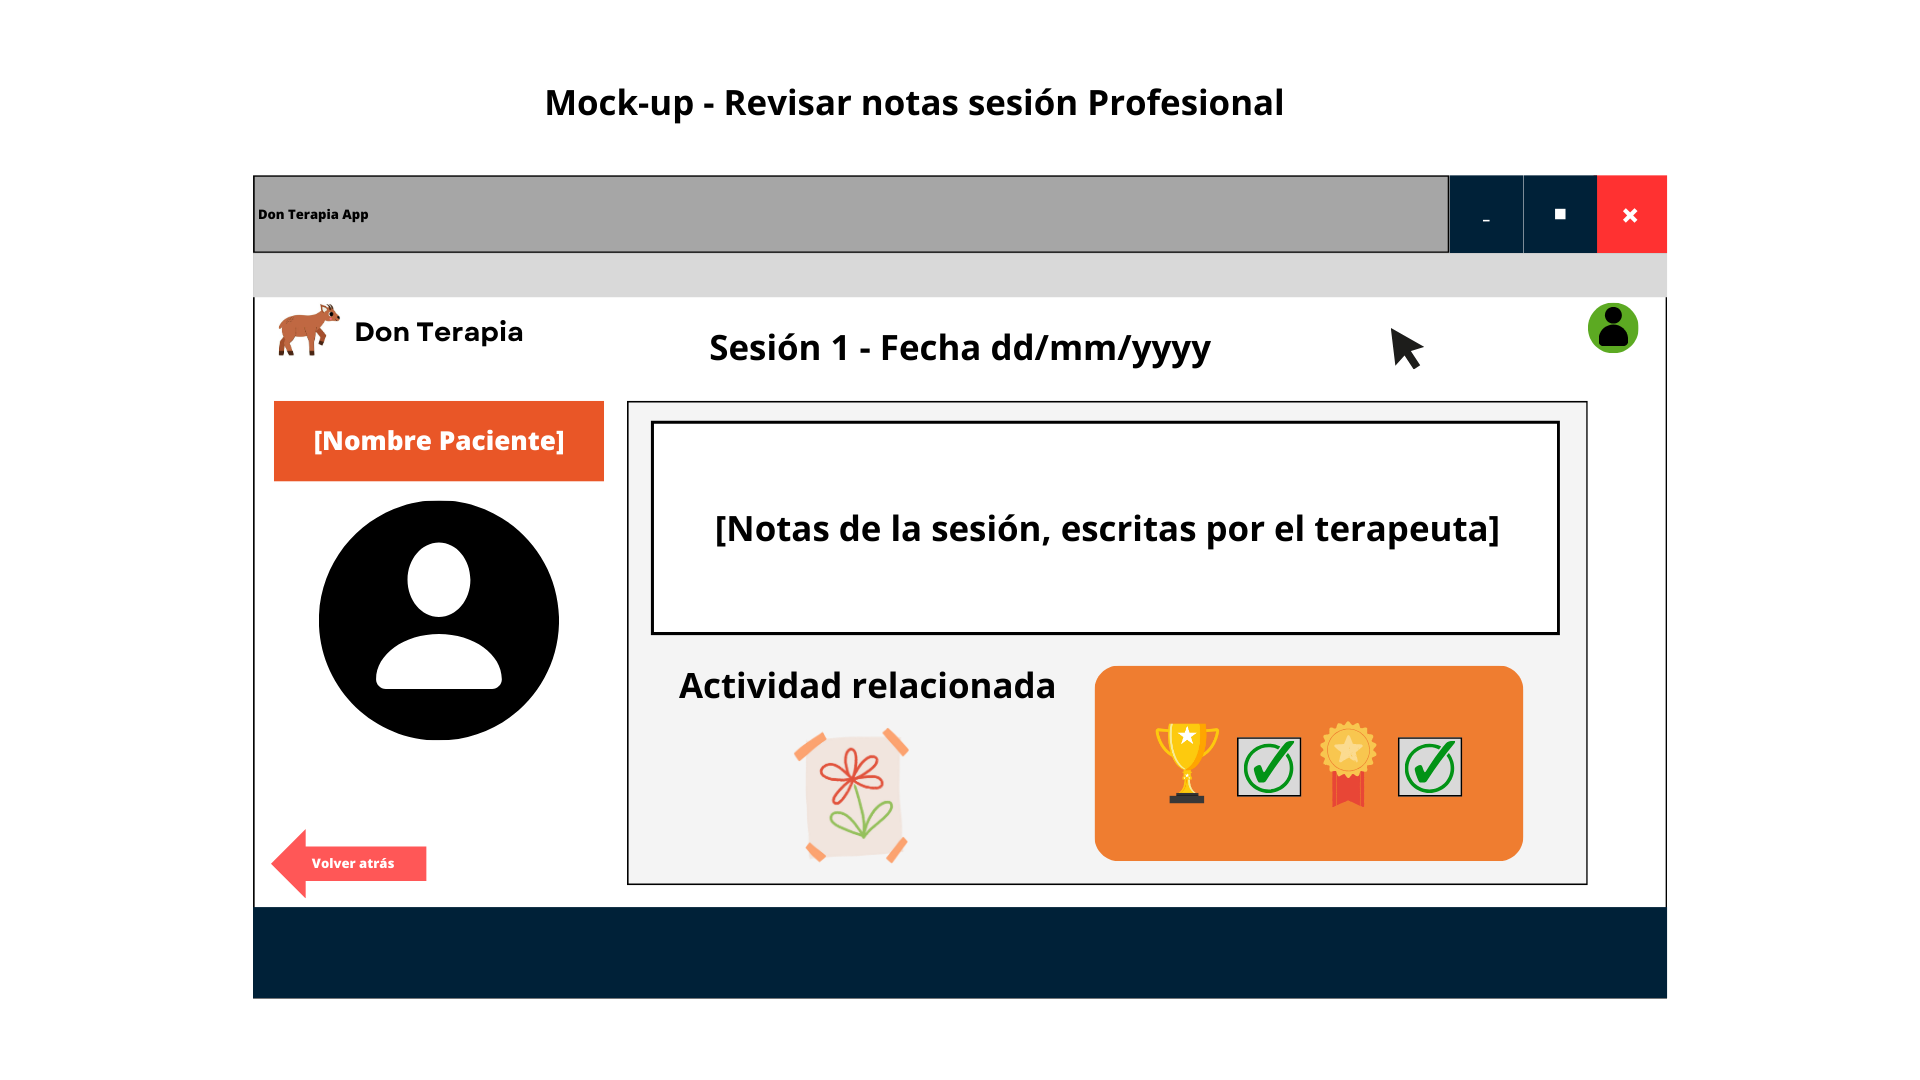 Mock-up - Revisar notas sesión Profesional
Don Terapia App
Don Terapia
Sesión 1 - Fecha dd/mm/yyyy
[Nombre Paciente]
[Notas de la sesión, escritas por el terapeuta]
Actividad relacionada
Volver atrás